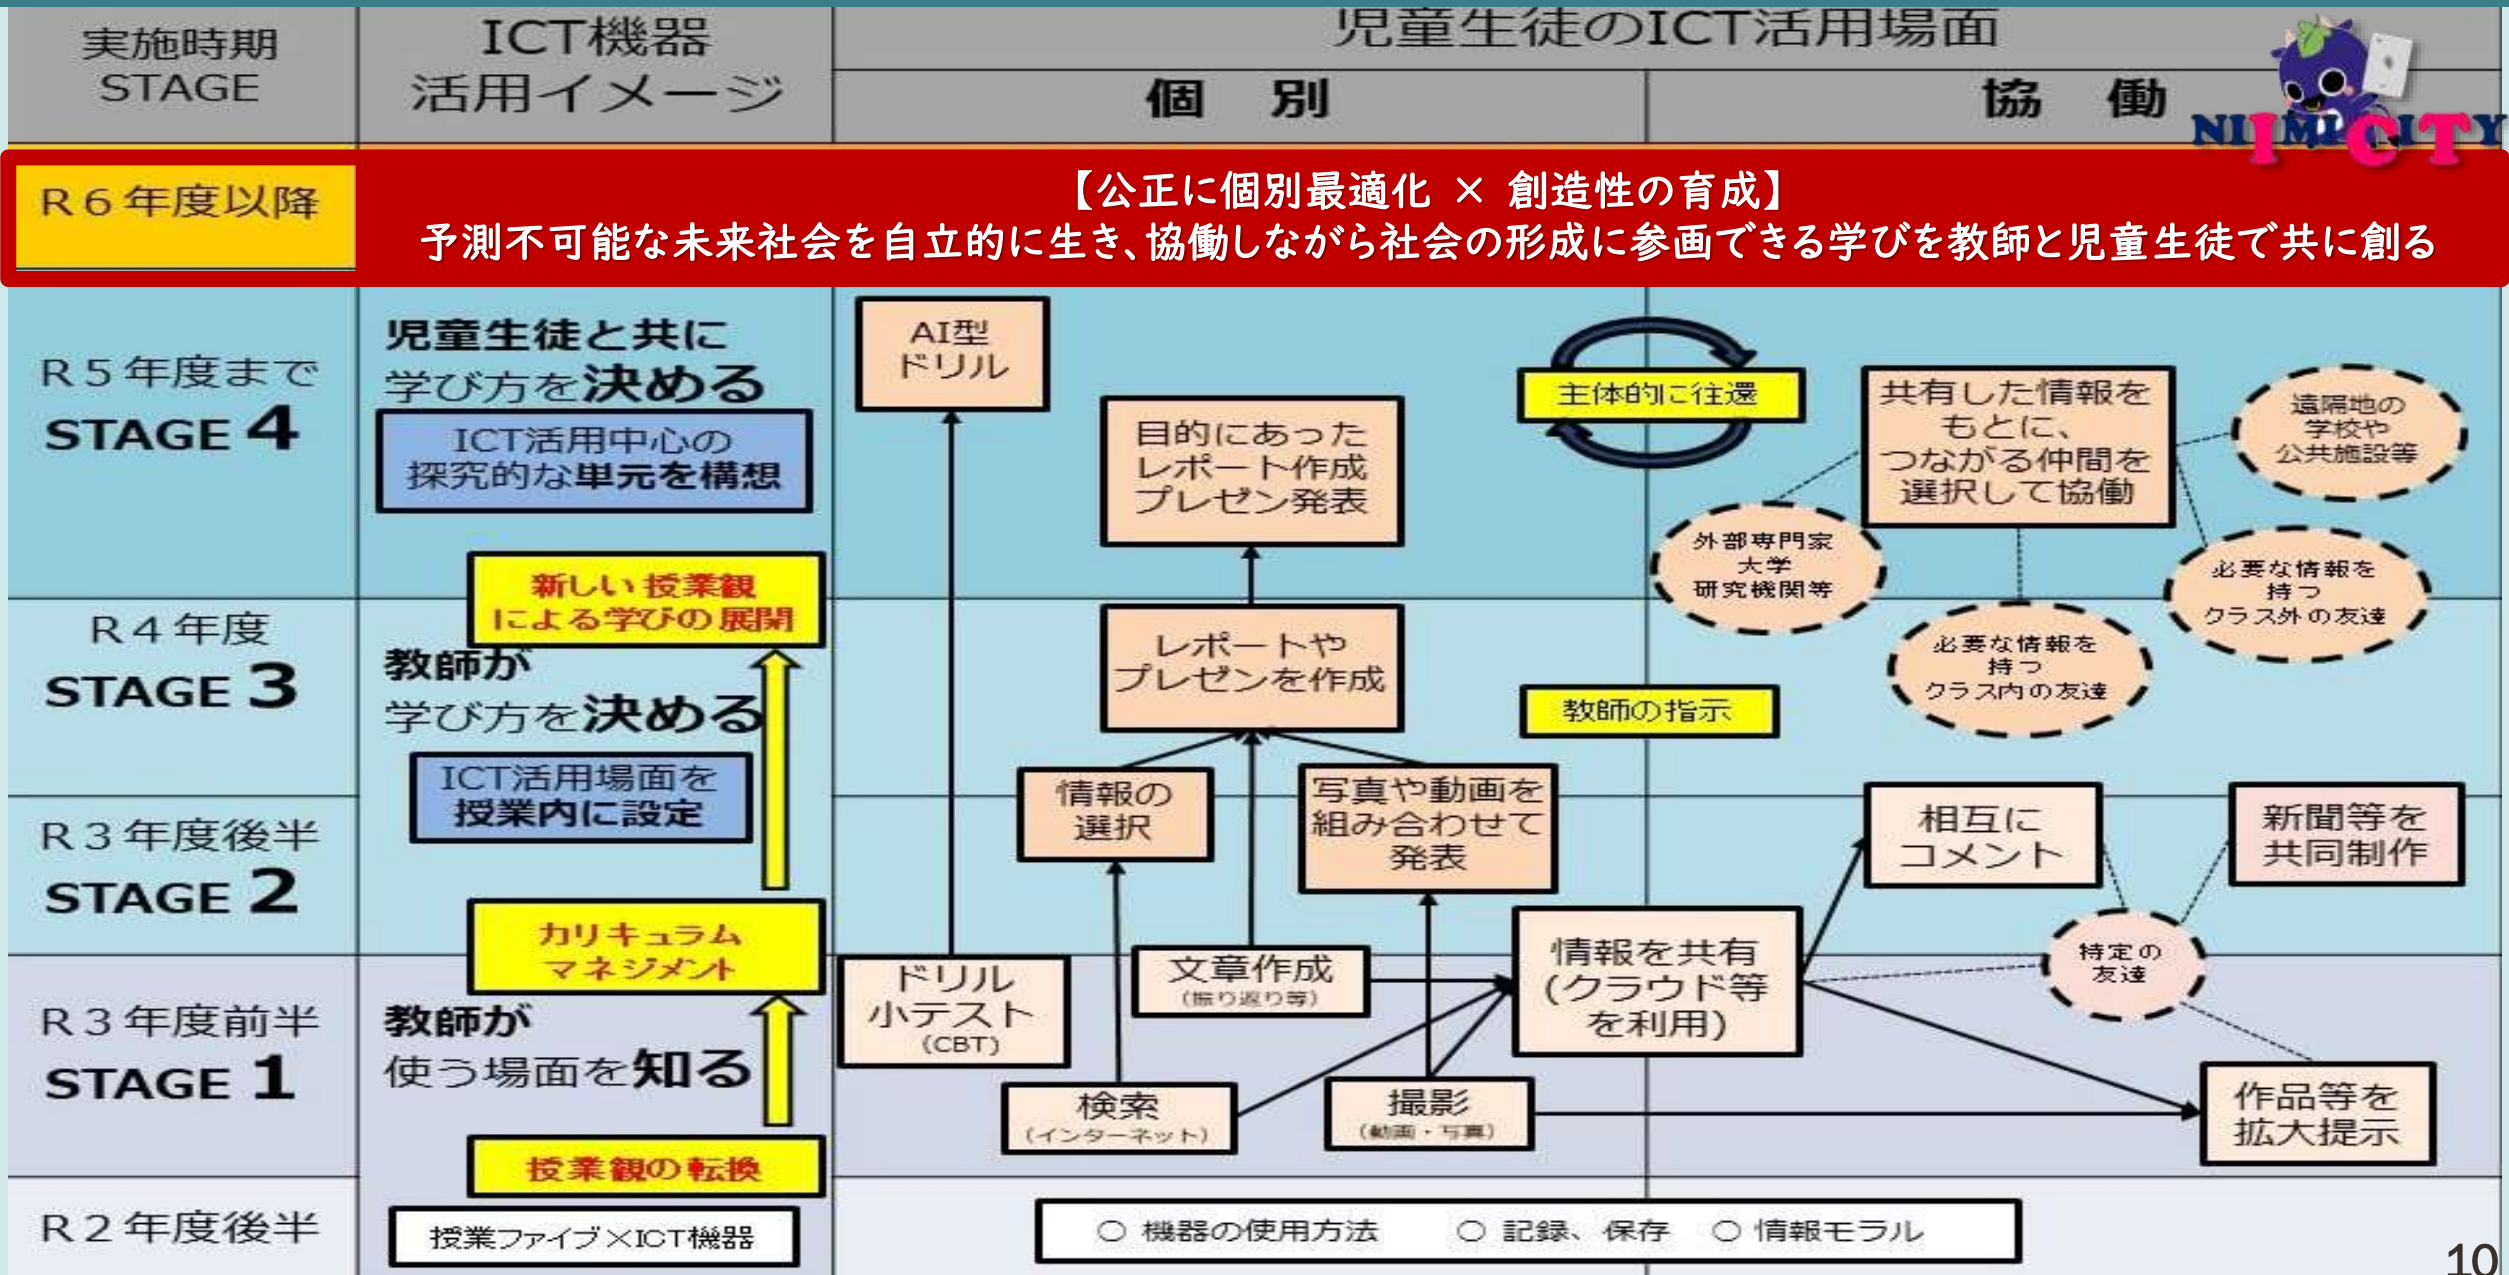 実施時期
STAGE
ICT機器
活用イメージ
児童生徒のICT活用場面
個 別
協 働
NIIMI CITY
R６年度以降
【公正に個別最適化 × 創造性の育成】
予測不可能な未来社会を自立的に生き、協働しながら社会の形成に参画できる学びを教師と児童生徒で共に創る
R５年度まで
STAGE 4
児童生徒と共に
学び方を決める
ICT活用中心の
探究的な単元を構想
AI型
ドリル
目的にあった
レポート作成
プレゼン発表
主体的に往還
共有した情報を
もとに、
つながる仲間を
選択して協働
遠隔地の
学校や
公共施設等
外部専門家
大学
研究機関等
必要な情報を
持つ
クラス外の友達
必要な情報を
持つ
クラス内の友達
新しい授業観
による学びの展開
R４年度
STAGE 3
教師が
学び方を決める
ICT活用場面を
授業内に設定
レポートや
プレゼンを作成
教師の指示
情報の
選択
写真や動画を
組み合わせて
発表
R３年度後半
STAGE 2
相互に
コメント
新聞等を
共同制作
カリキュラム
マネジメント
特定の
友達
R３年度前半
STAGE 1
教師が
使う場面を知る
ドリル
小テスト
(CBT)
文章作成
(振り返り等)
情報を共有
(クラウド等
を利用)
検索
(インターネット)
撮影
(動画・写真)
作品等を
拡大提示
授業観の転換
R２年度後半
授業ファイブ×ICT機器
○ 機器の使用方法 ○ 記録、保存 ○ 情報モラル
10